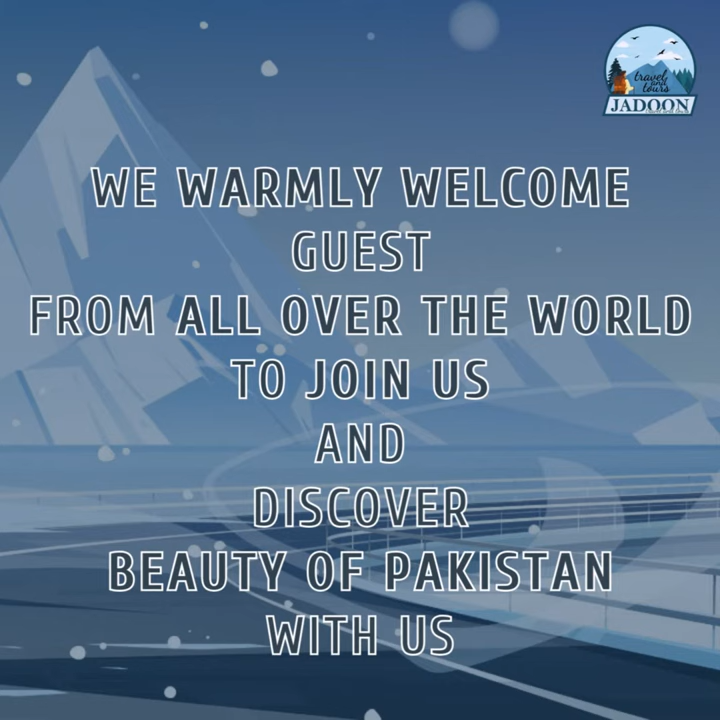 travel
and
tours
JADOON
WE WARMLY WELCOME
GUEST
FROM ALL OVER THE WORLD
TO JOIN US
AND
DISCOVER
BEAUTY OF PAKISTAN
WITH US